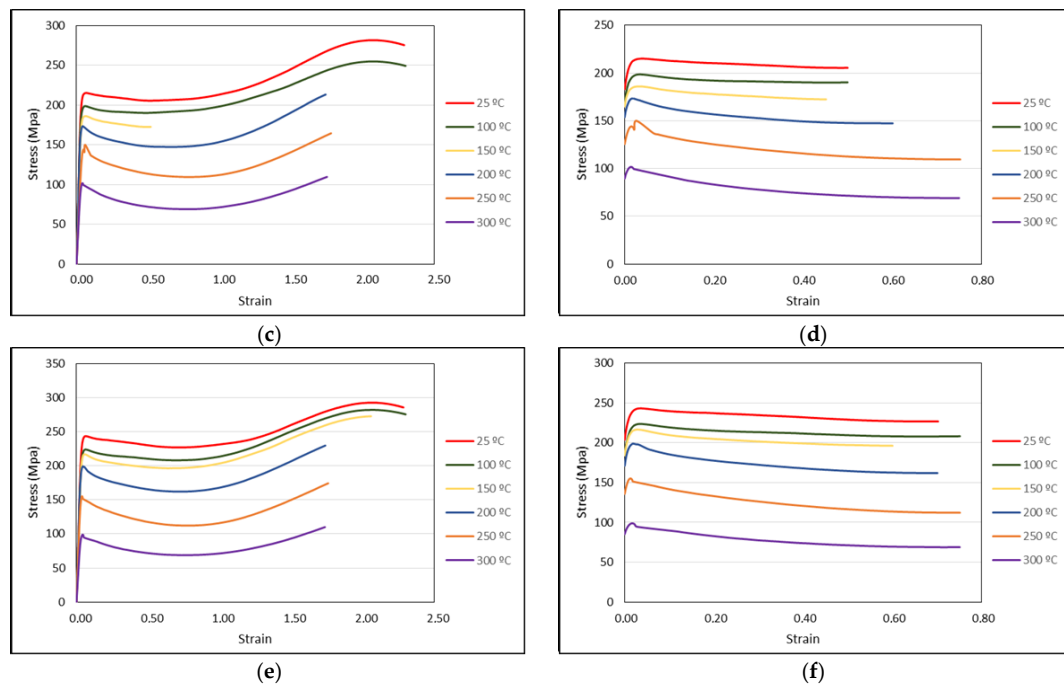 300
250
200
150
100
50
0
Stress (Mpa)
0.00 0.50 1.00 1.50 2.00 2.50
Strain
25 ºC
100 ºC
150 ºC
200 ºC
250 ºC
300 ºC
(c)
250
200
150
100
50
0
Stress (Mpa)
0.00 0.20 0.40 0.60 0.80
Strain
25 ºC
100 ºC
150 ºC
200 ºC
250 ºC
300 ºC
(d)
350
300
250
200
150
100
50
0
Stress (Mpa)
0.00 0.50 1.00 1.50 2.00 2.50
Strain
25 ºC
100 ºC
150 ºC
200 ºC
250 ºC
300 ºC
(e)
300
250
200
150
100
50
0
Stress (Mpa)
0.00 0.20 0.40 0.60 0.80
Strain
25 ºC
100 ºC
150 ºC
200 ºC
250 ºC
300 ºC
(f)